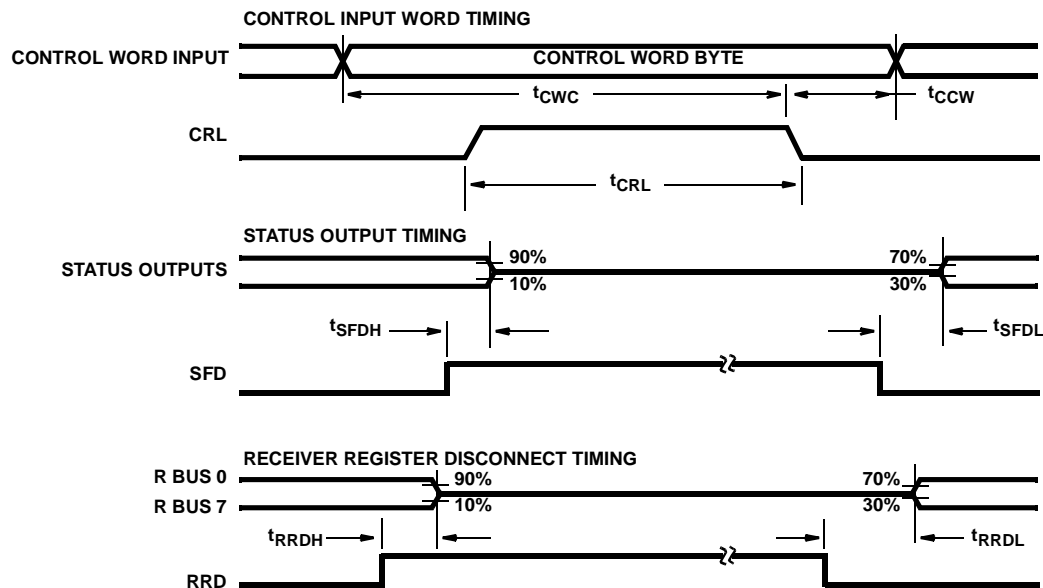 CONTROL INPUT WORD TIMING
CONTROL WORD INPUT
CONTROL WORD BYTE
tCWC
tCCW
CRL
tCRL
STATUS OUTPUT TIMING
STATUS OUTPUTS
90%
10%
70%
30%
tSFDH
tSFDL
SFD
RECEIVER REGISTER DISCONNECT TIMING
R BUS 0
R BUS 7
90%
10%
70%
30%
tRRDH
tRRDL
RRD